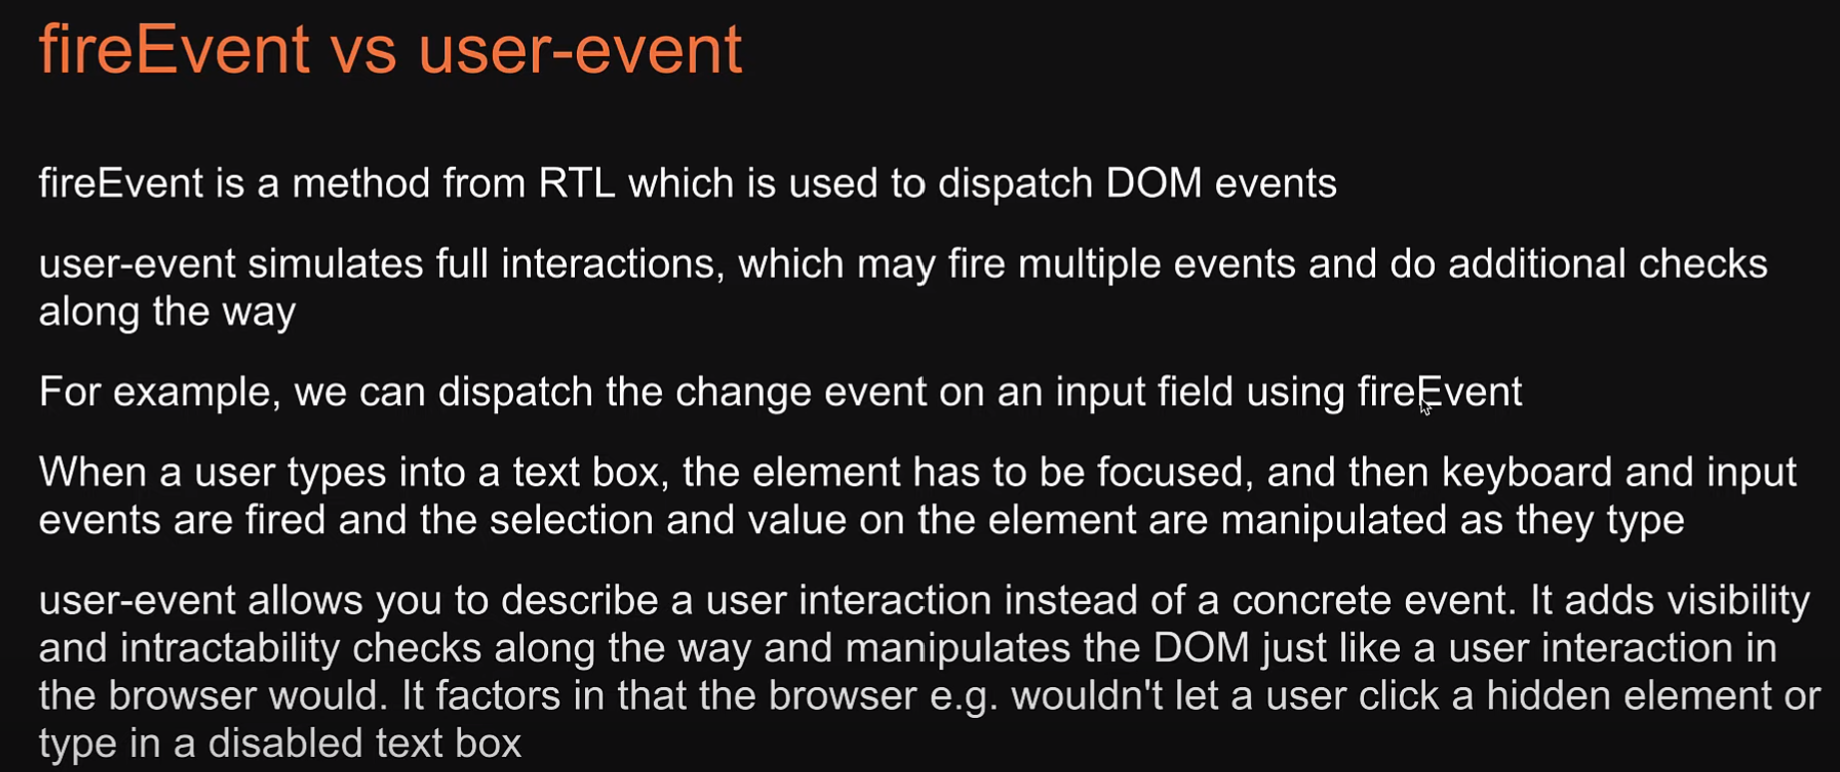 fireEvent vs user-event
fireEvent is a method from RTL which is used to dispatch DOM events
user-event simulates full interactions, which may fire multiple events and do additional checks
along the way
For example, we can dispatch the change event on an input field using fireEvent
When a user types into a text box, the element has to be focused, and then keyboard and input
events are fired and the selection and value on the element are manipulated as they type
user-event allows you to describe a user interaction instead of a concrete event. It adds visibility
and intractability checks along the way and manipulates the DOM just like a user interaction in
the browser would. It factors in that the browser e.g. wouldn't let a user click a hidden element or
type in a disabled text box